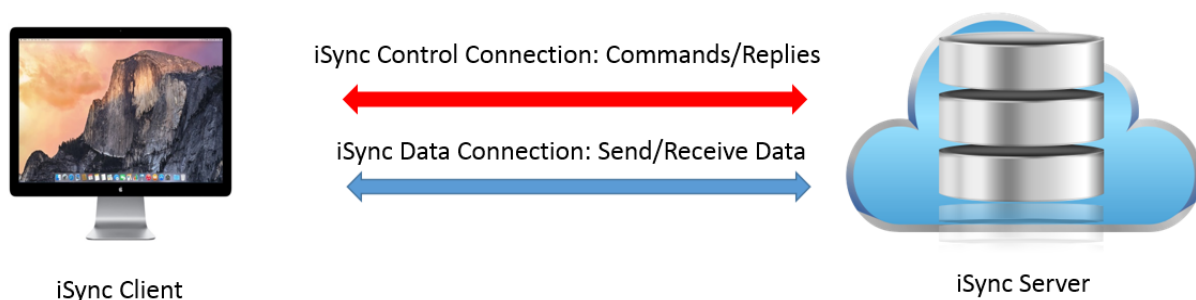 iSync Control Connection: Commands/Replies
iSync Data Connection: Send/Receive Data
iSync Client
iSync Server